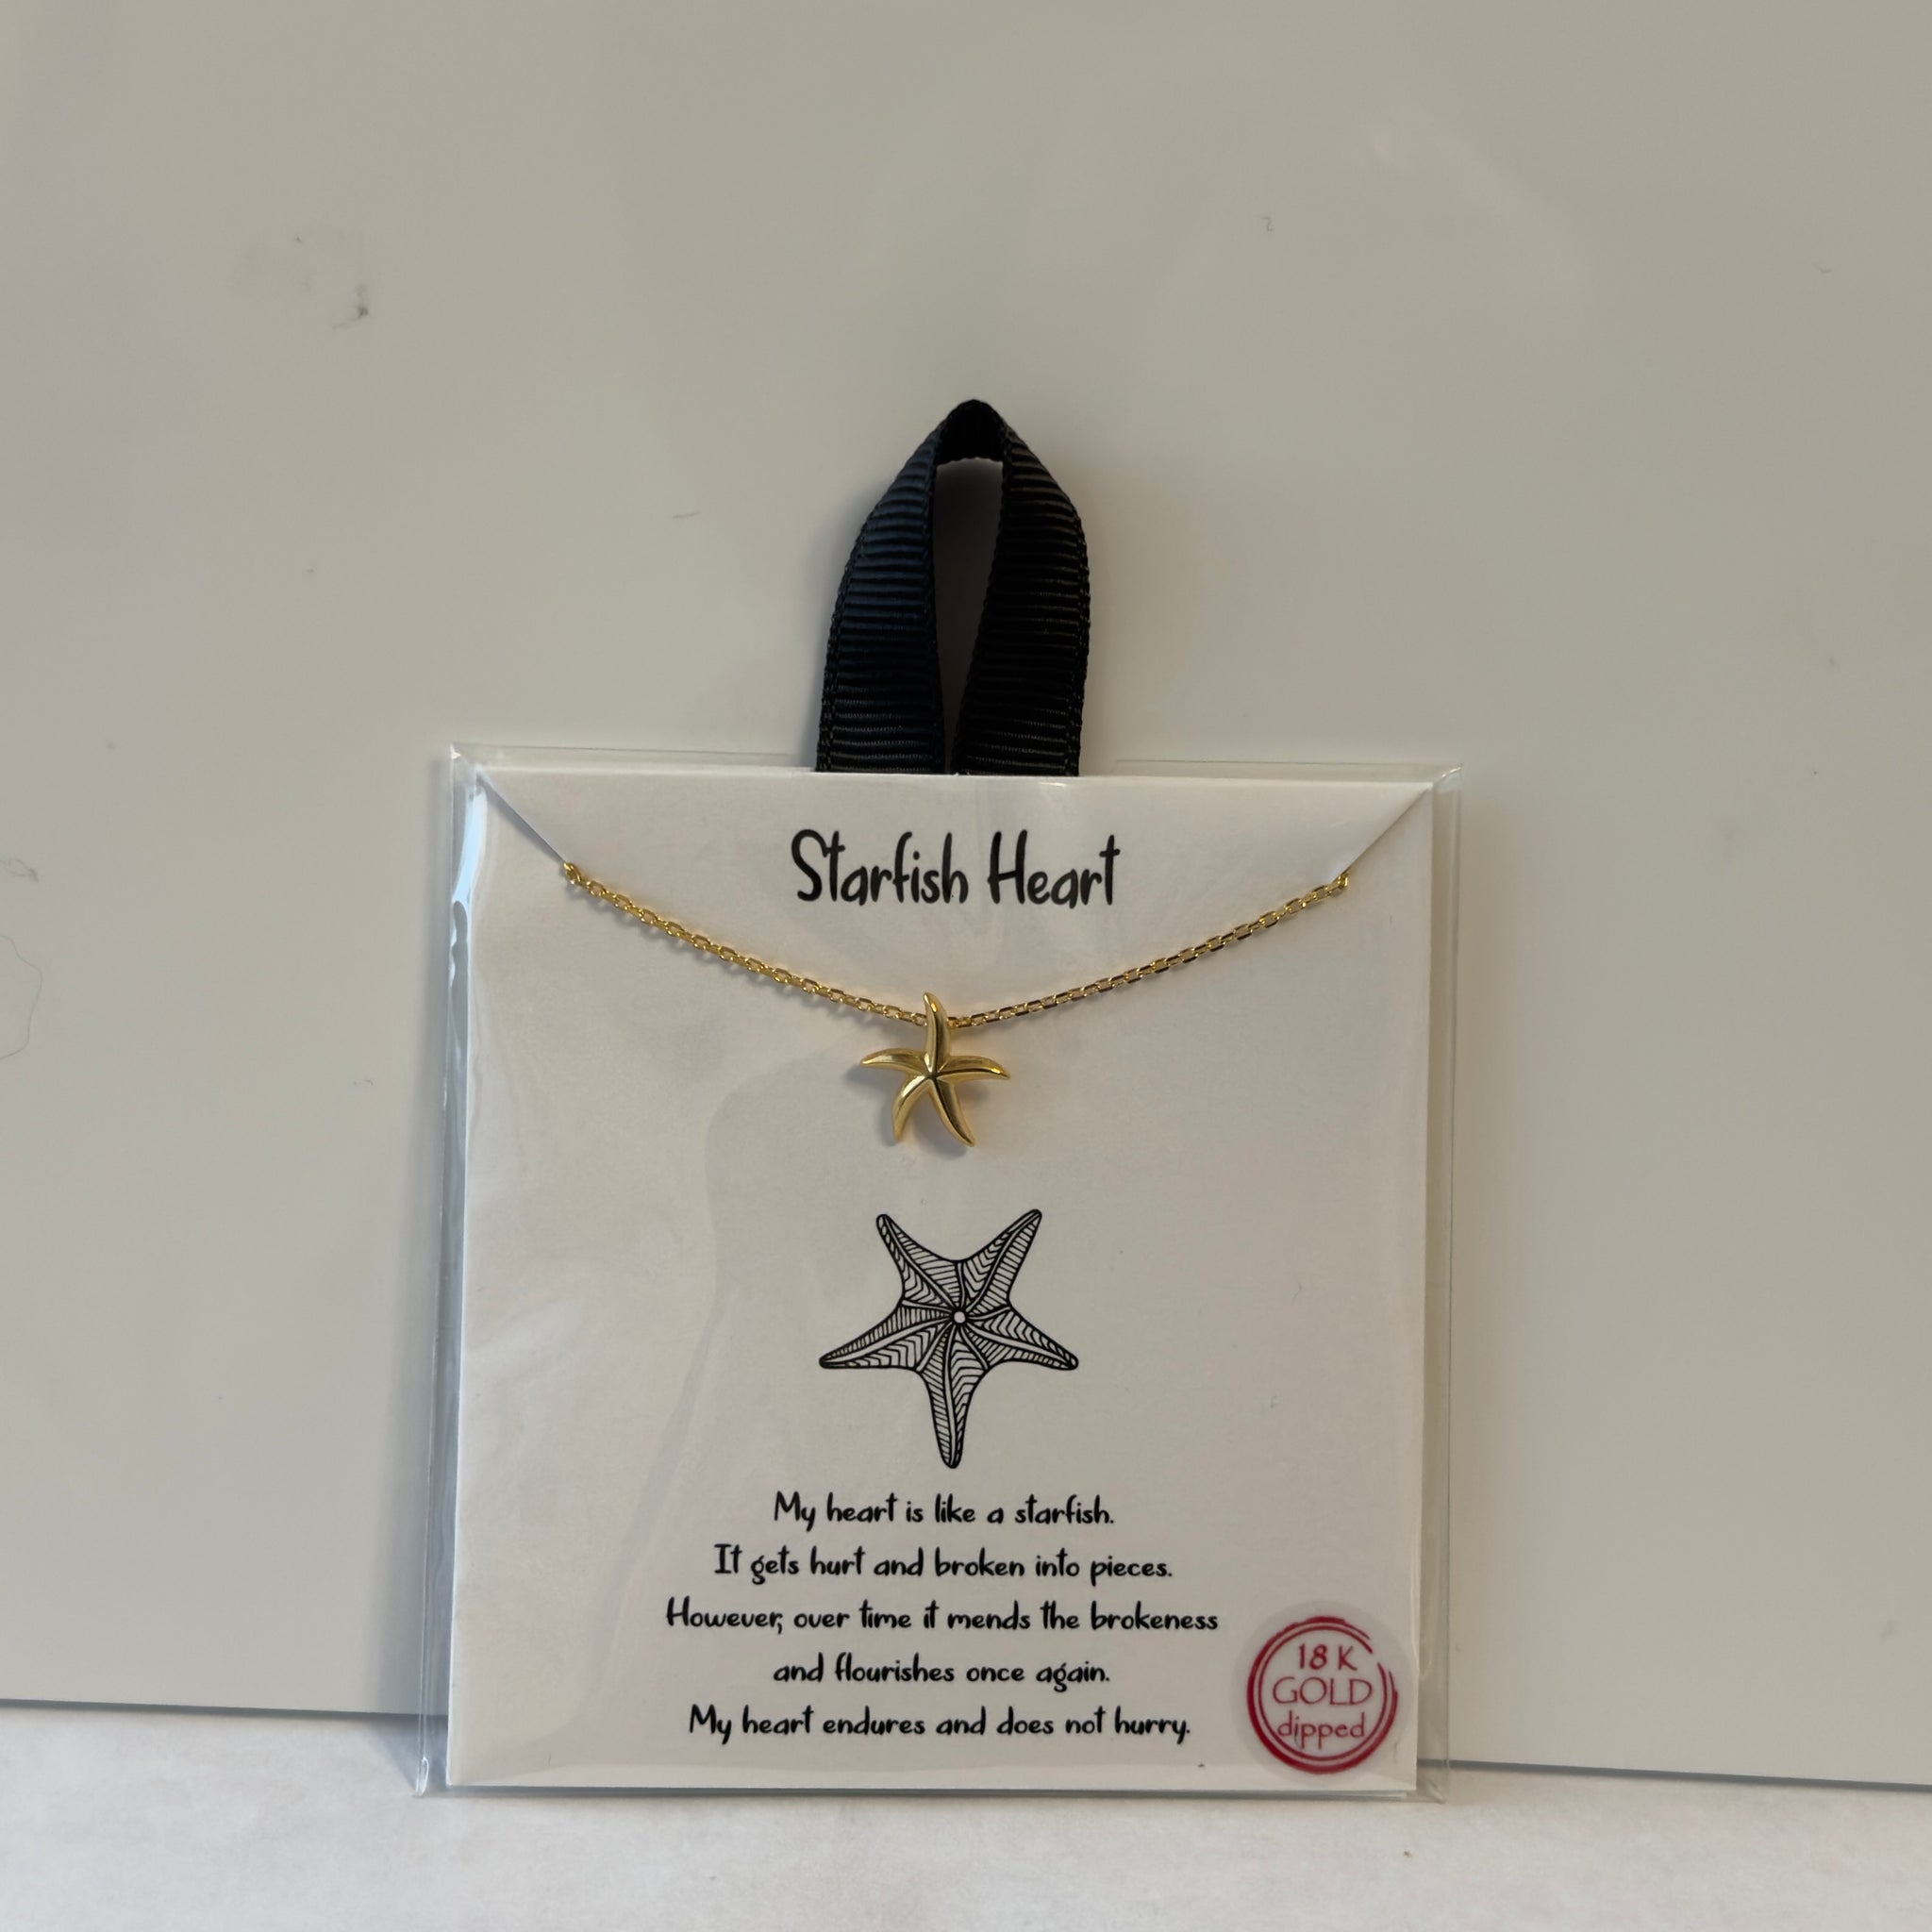 Starfish Heart
My heart is like a starfish.
It gets hurt and broken into pieces.
However, over time it mends the brokeness
and flourishes once again.
My heart endures and does not hurry.
18 K
GOLD
dipped